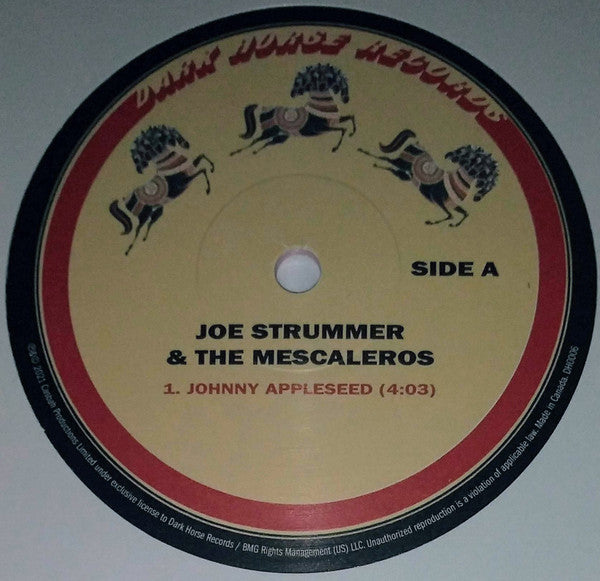 DARK HORSE RECORDS
SIDE A
JOE STRUMMER
& THE MESCALEROS
1. JOHNNY APPLESEED (4:03)
℗&© 2021 Casbah Productions Limited under exclusive license to Dark Horse Records / BMG Rights Management (US) LLC. Unauthorized reproduction is a violation of applicable law. Made in Canada. DH0006